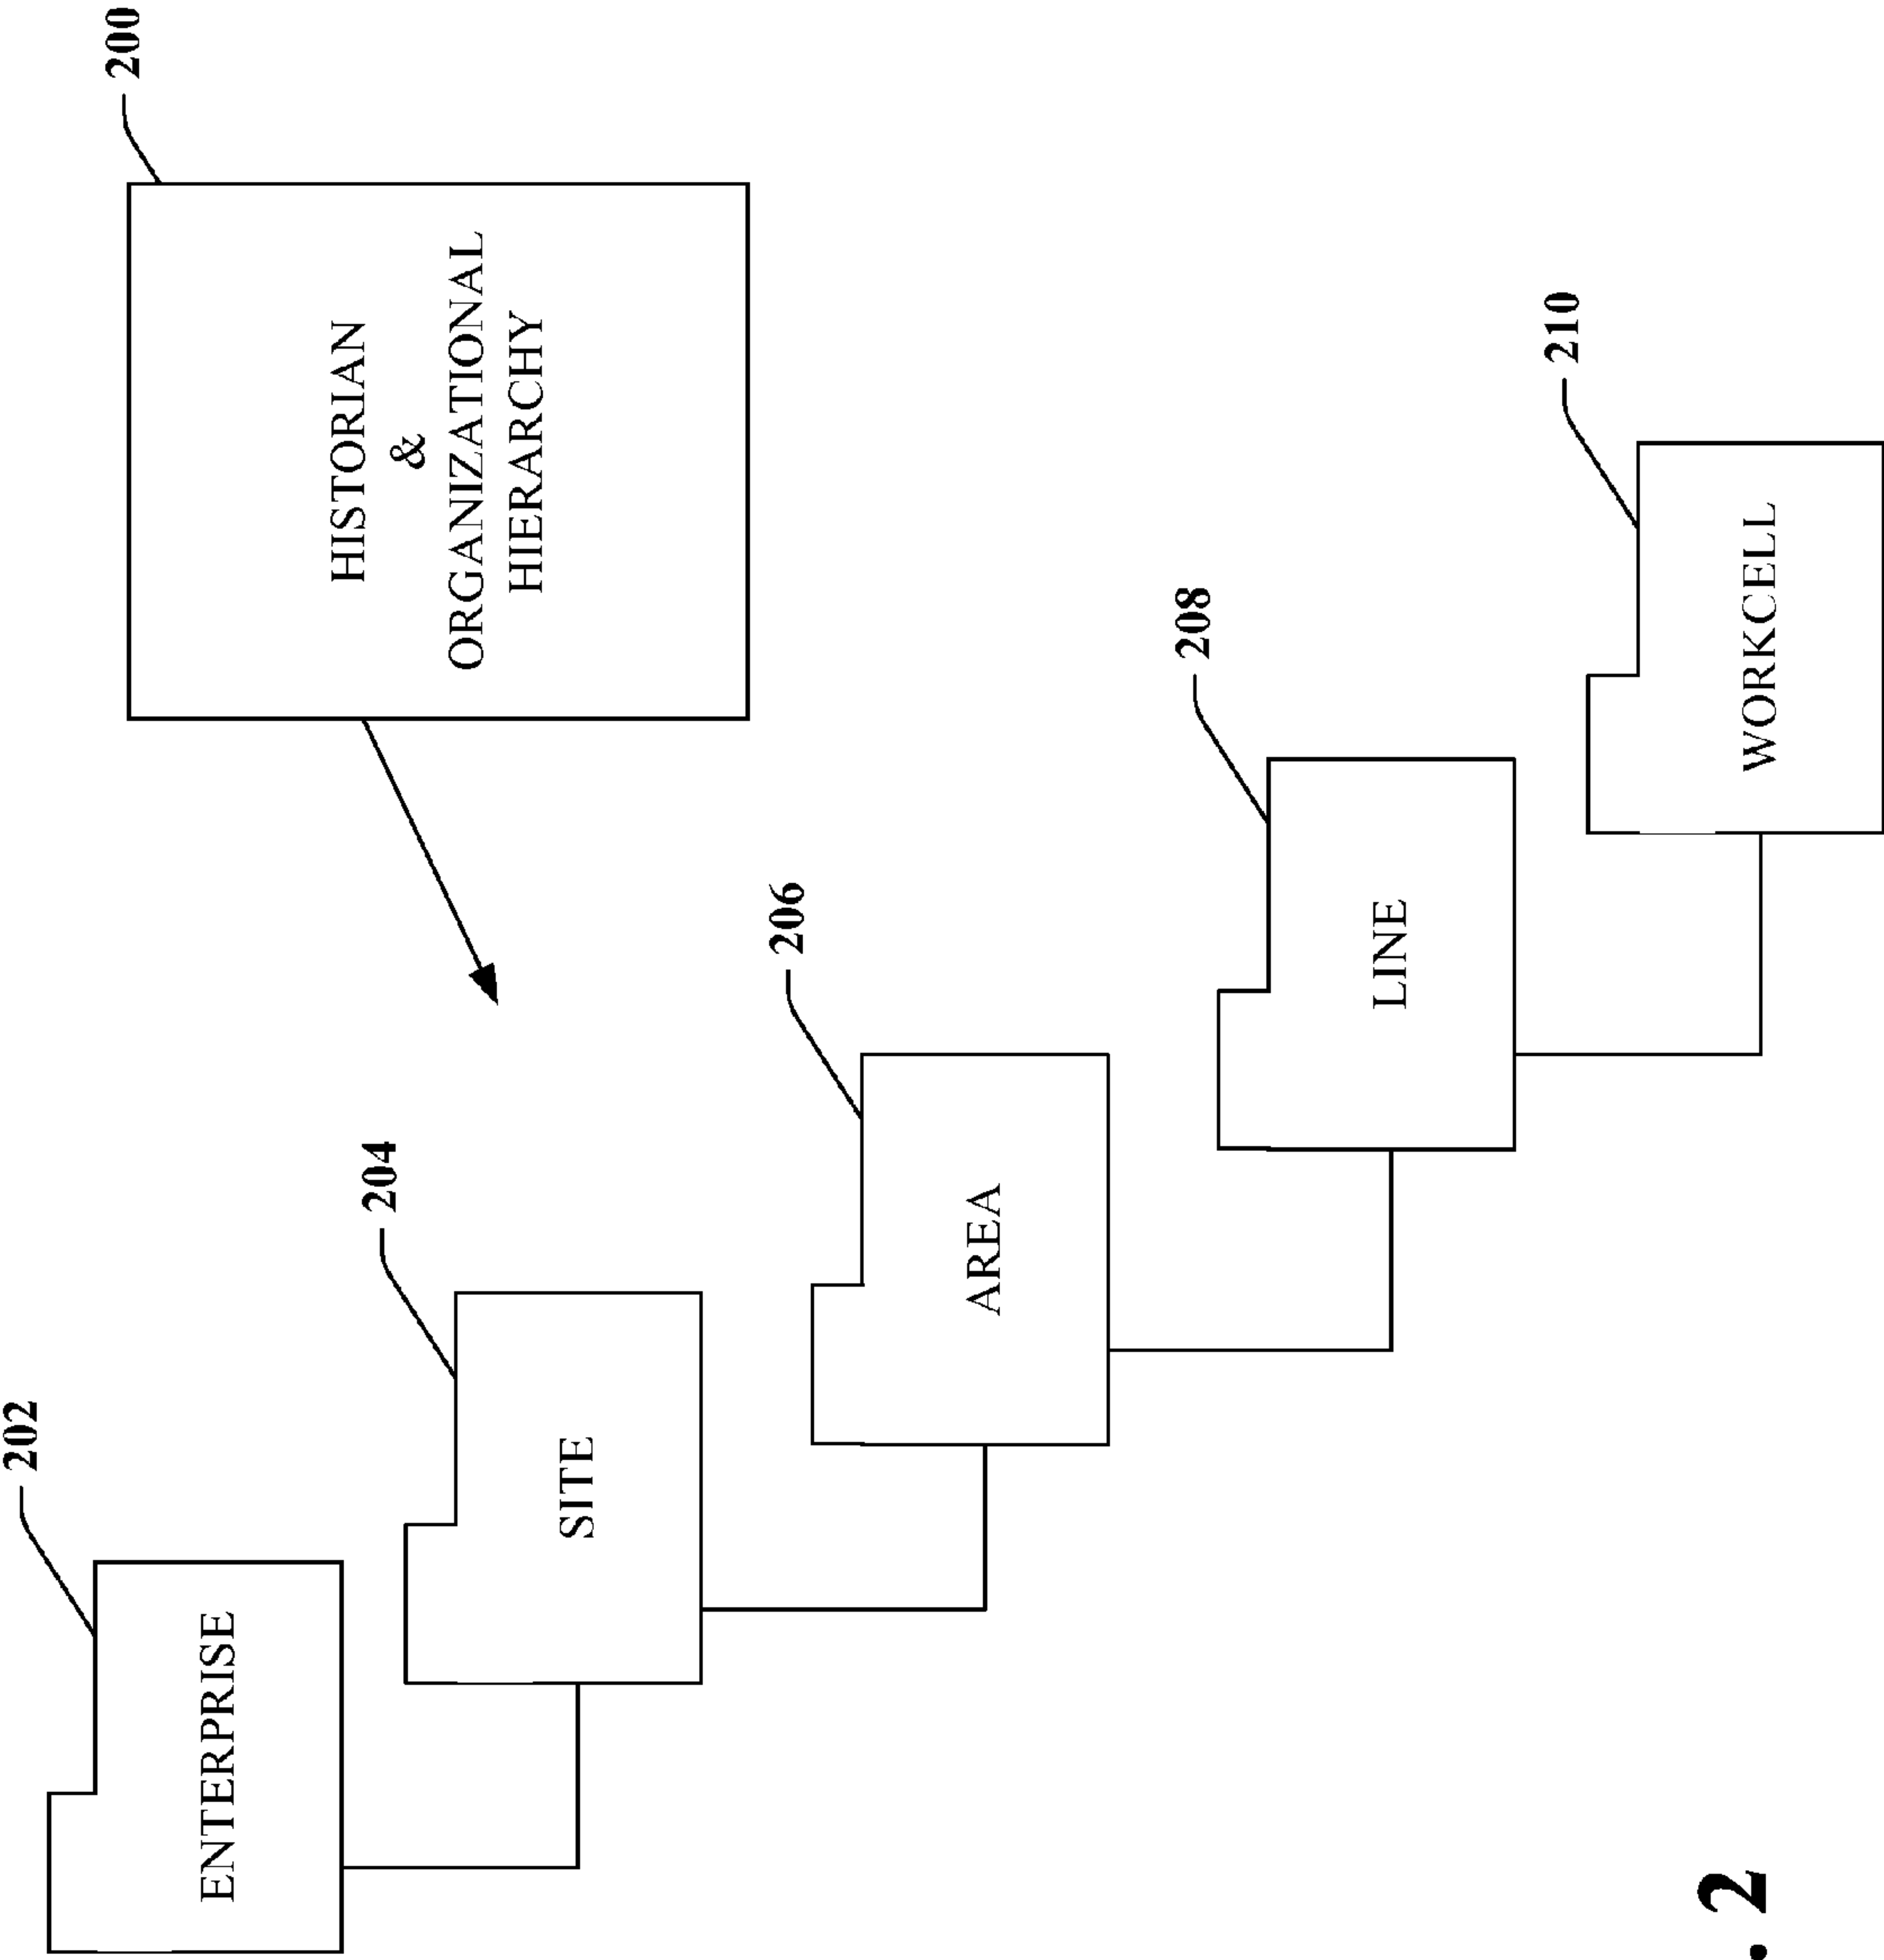 200
HISTORIAN
&
ORGANIZATIONAL
HIERARCHY
202
ENTERPRISE
204
SITE
206
AREA
208
LINE
210
WORKCELL
. 2